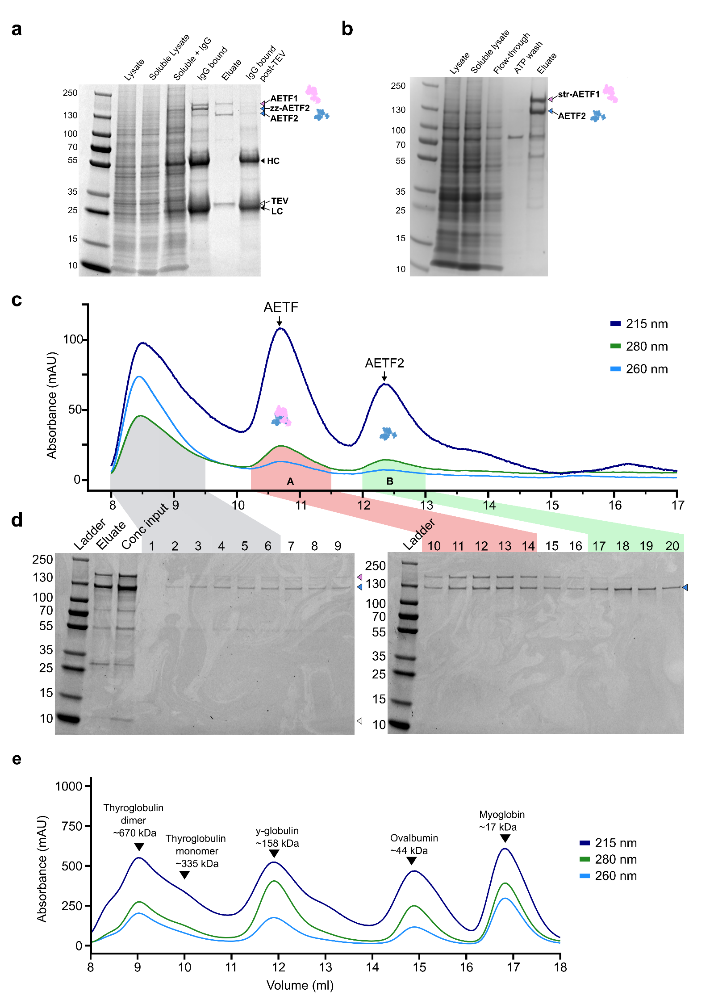 a
Lysate
Soluble Lysate
Soluble + IgG
IgG bound
Eluate
IgG bound
post-TEV
250
130
100
70
55
35
25
15
10
AETF1
zz-AETF2
AETF2
HC
TEV
LC
b
Lysate
Soluble lysate
Flow-through
ATP wash
Eluate
250
130
100
70
55
35
25
15
10
str-AETF1
AETF2
c
Absorbance (mAU)
100
50
0
AETF
AETF2
215 nm
280 nm
260 nm
A
B
8 9 10 11 12 13 14 15 16 17
d
Ladder
Eluate
Conc input
1 2 3 4 5 6 7 8 9
250
130
100
70
55
35
25
15
10
Ladder
10 11 12 13 14 15 16 17 18 19 20
250
130
100
70
55
35
25
15
10
e
Absorbance (mAU)
1000
750
500
250
0
Thyroglobulin
dimer
~670 kDa
Thyroglobulin
monomer
~335 kDa
y-globulin
~158 kDa
Ovalbumin
~44 kDa
Myoglobin
~17 kDa
215 nm
280 nm
260 nm
8 9 10 11 12 13 14 15 16 17 18
Volume (ml)